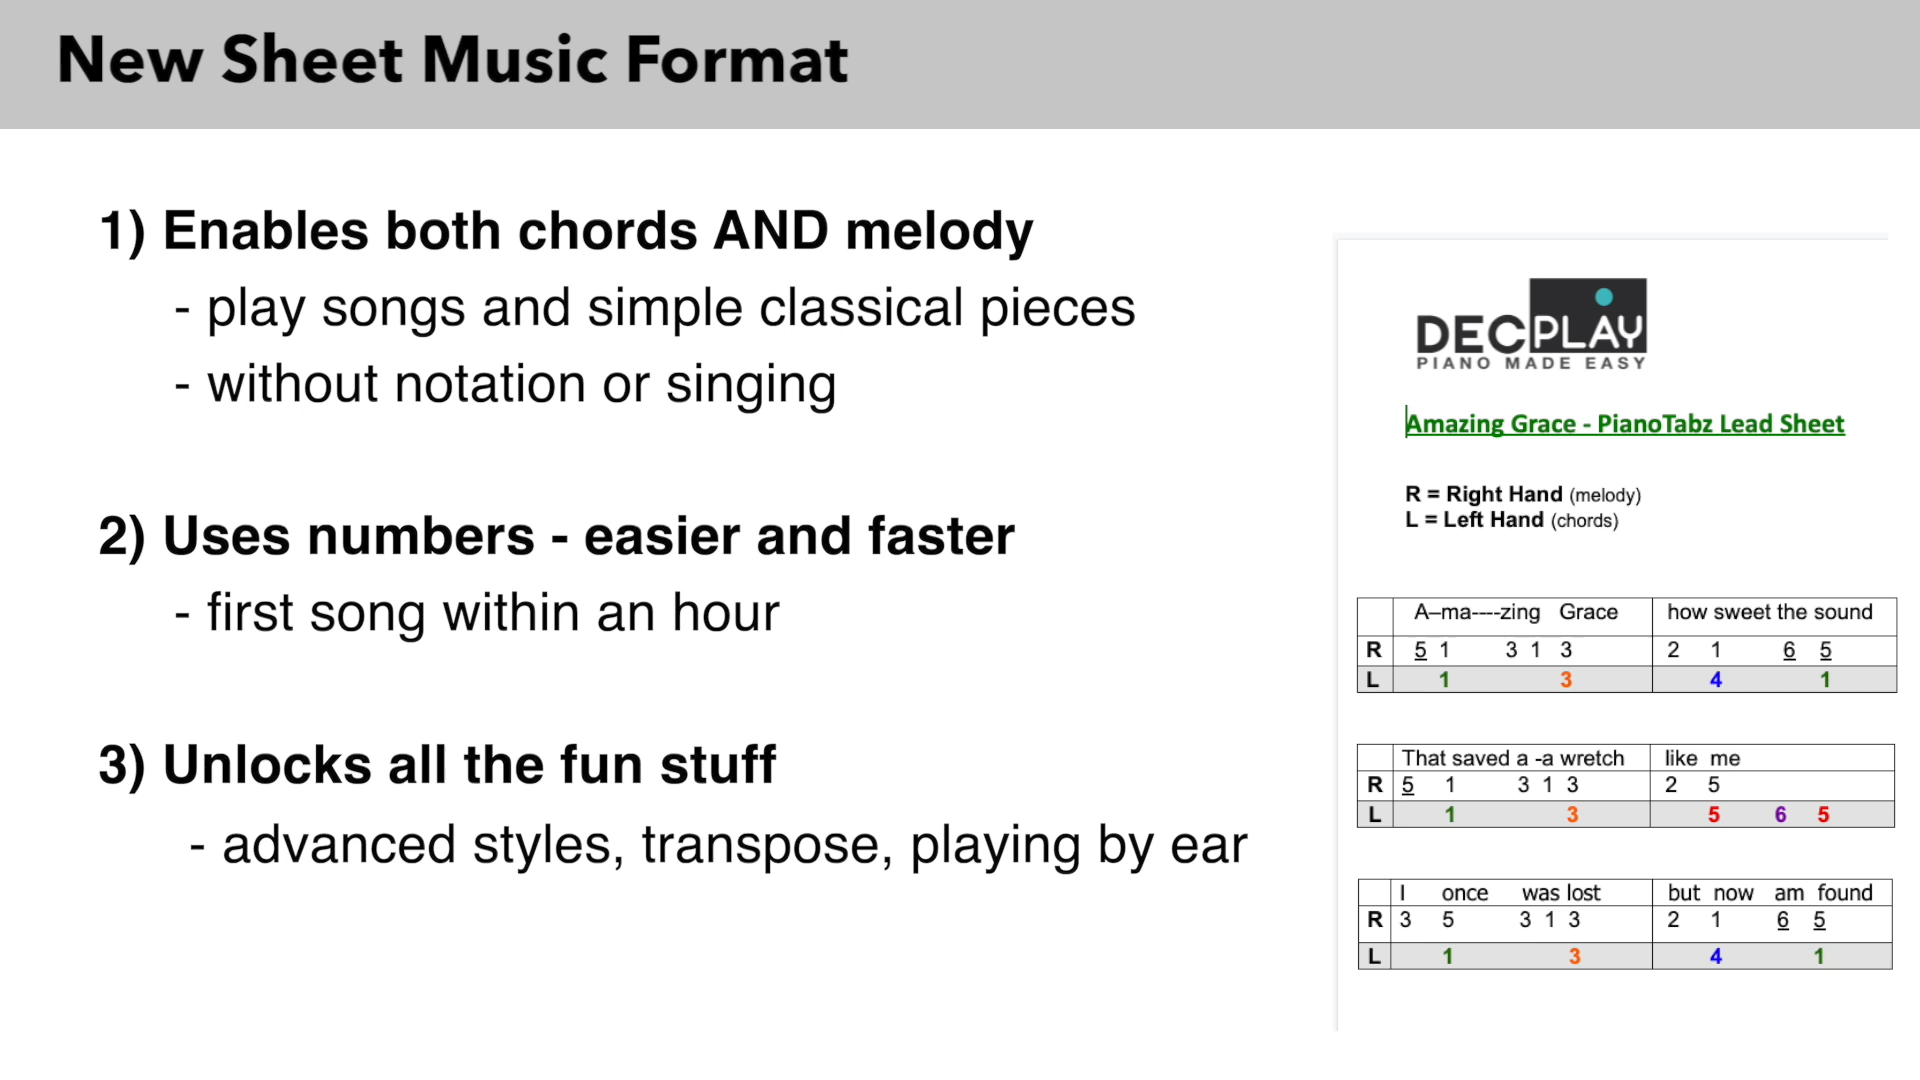 New Sheet Music Format
1) Enables both chords AND melody
- play songs and simple classical pieces
- without notation or singing
2) Uses numbers - easier and faster
- first song within an hour
3) Unlocks all the fun stuff
- advanced styles, transpose, playing by ear
DECPLAY
PIANO MADE EASY
Amazing Grace - PianoTabz Lead Sheet
R = Right Hand (melody)
L = Left Hand (chords)
A–ma----zing Grace how sweet the sound
R 5 1 3 1 3 2 1 6 5
L 1 3 4 1
That saved a -a wretch like me
R 5 1 3 1 3 2 5
L 1 3 5 6 5
I once was lost but now am found
R 3 5 3 1 3 2 1 6 5
L 1 3 4 1